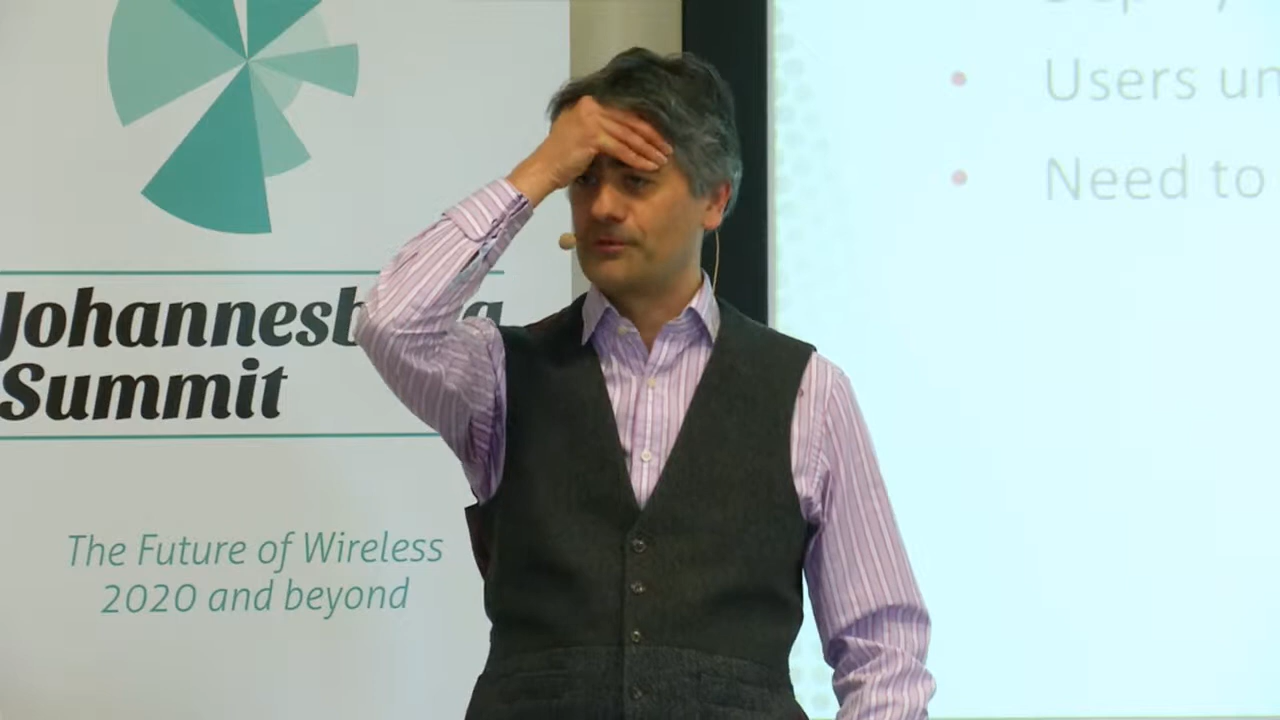 Johannesb g
Summit
The Future of Wireless
2020 and beyond
• Users un
• Need to